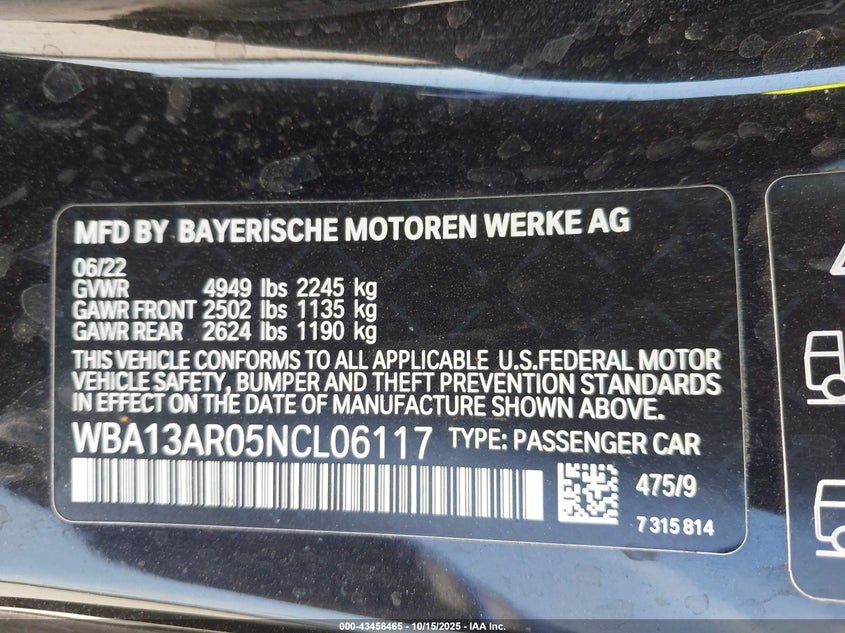 MFD BY BAYERISCHE MOTOREN WERKE AG
06/22
GVWR 4949 lbs 2245 kg
GAWR FRONT 2502 lbs 1135 kg
GAWR REAR 2624 lbs 1190 kg
THIS VEHICLE CONFORMS TO ALL APPLICABLE U.S.FEDERAL MOTOR
VEHICLE SAFETY, BUMPER AND THEFT PREVENTION STANDARDS
IN EFFECT ON THE DATE OF MANUFACTURE SHOWN ABOVE.
WBA13AR05NCL06117 TYPE: PASSENGER CAR
475/9
7 315 814
000-43458465 - 10/15/2025 - IAA Inc.